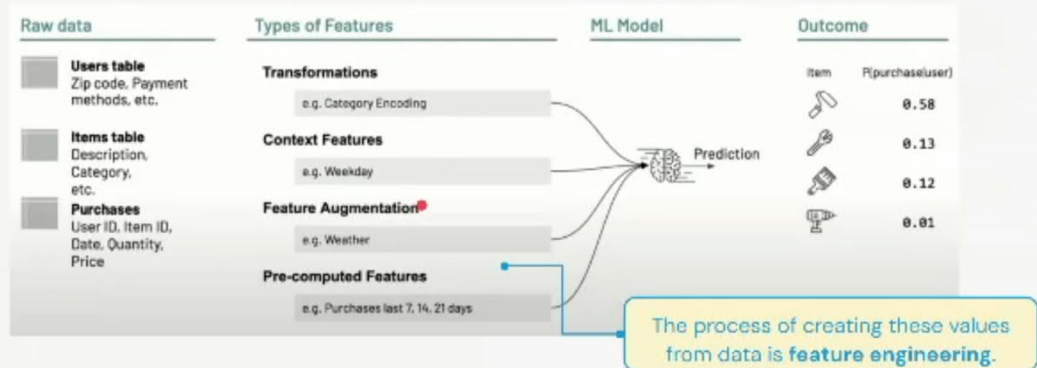 Raw data
Types of Features
ML Model
Outcome
Users table
Zip code, Payment
methods, etc.
Items table
Description,
Category,
etc.
Purchases
User ID, Item ID,
Date, Quantity,
Price
Transformations
e.g. Category Encoding
Context Features
e.g. Weekday
Feature Augmentation
e.g. Weather
Pre-computed Features
e.g. Purchases last 7, 14, 21 days
Prediction
Item P(purchase|user)
0.58
0.13
0.12
0.01
The process of creating these values
from data is feature engineering.